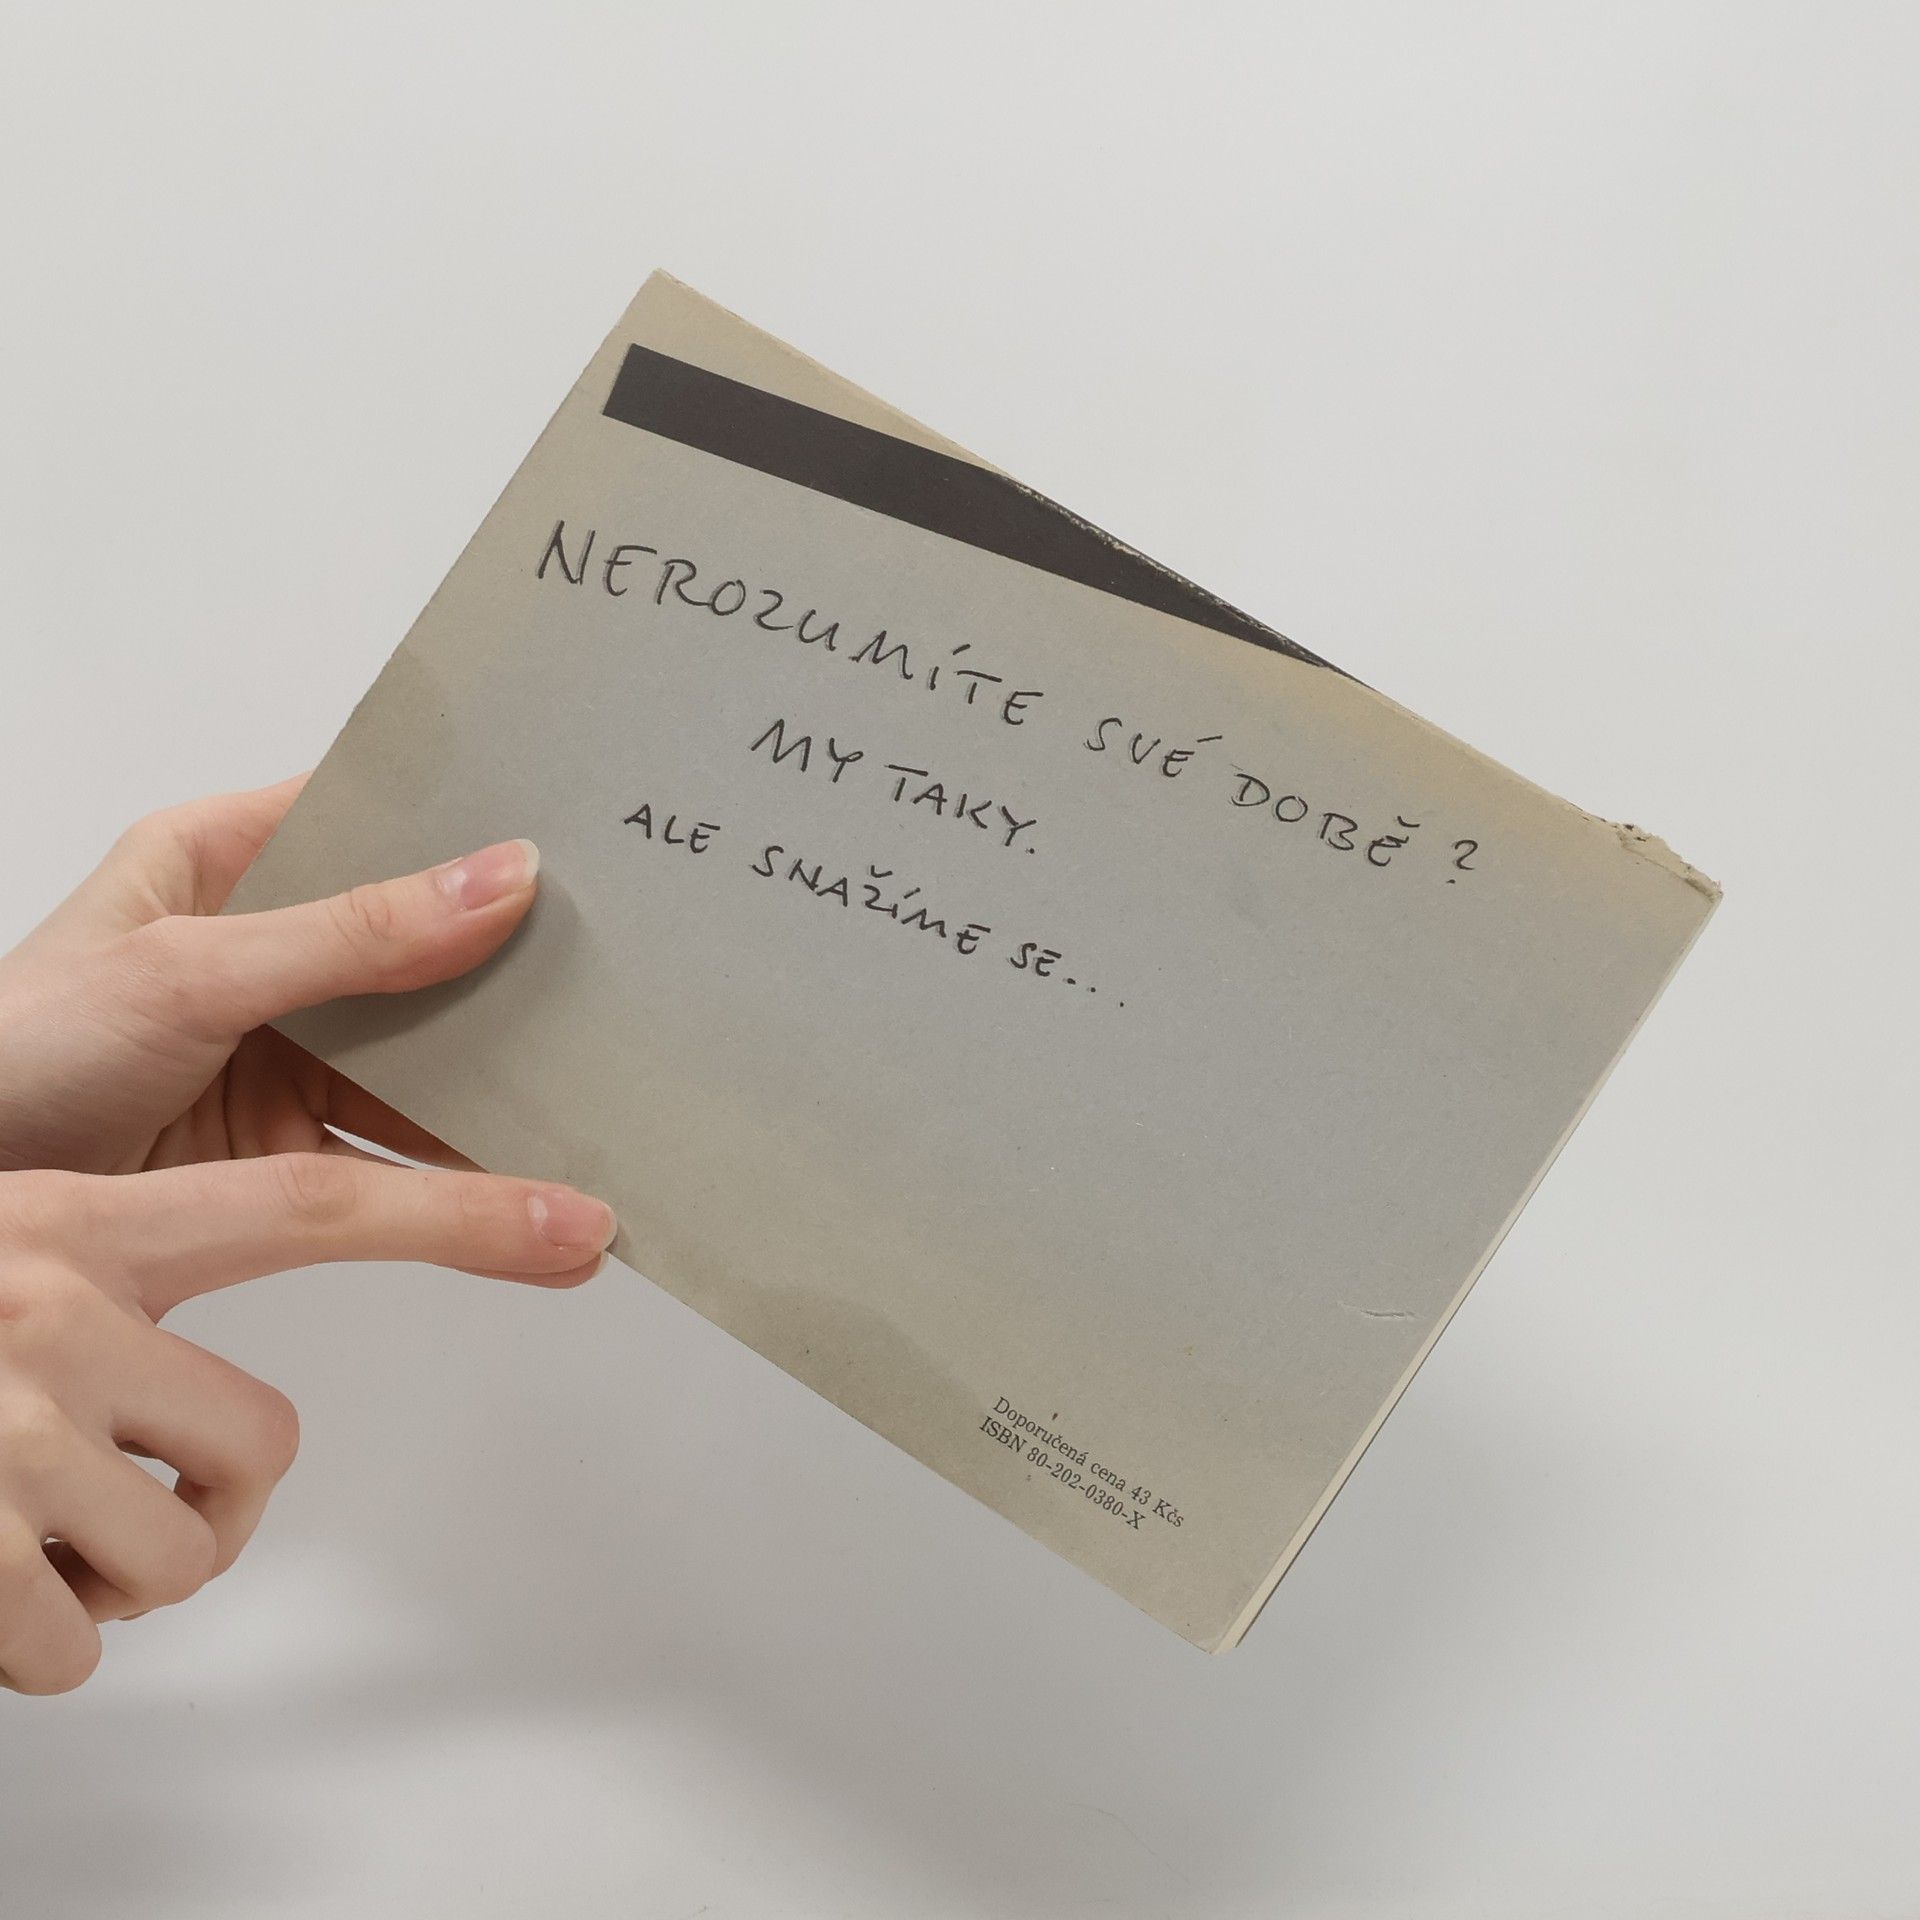 NEROZUMÍTE SVÉ DOBĚ?
MY TAKY.
ALE SNAŽÍME SE...
Doporučená cena 43 Kčs
ISBN 80-202-0380-X